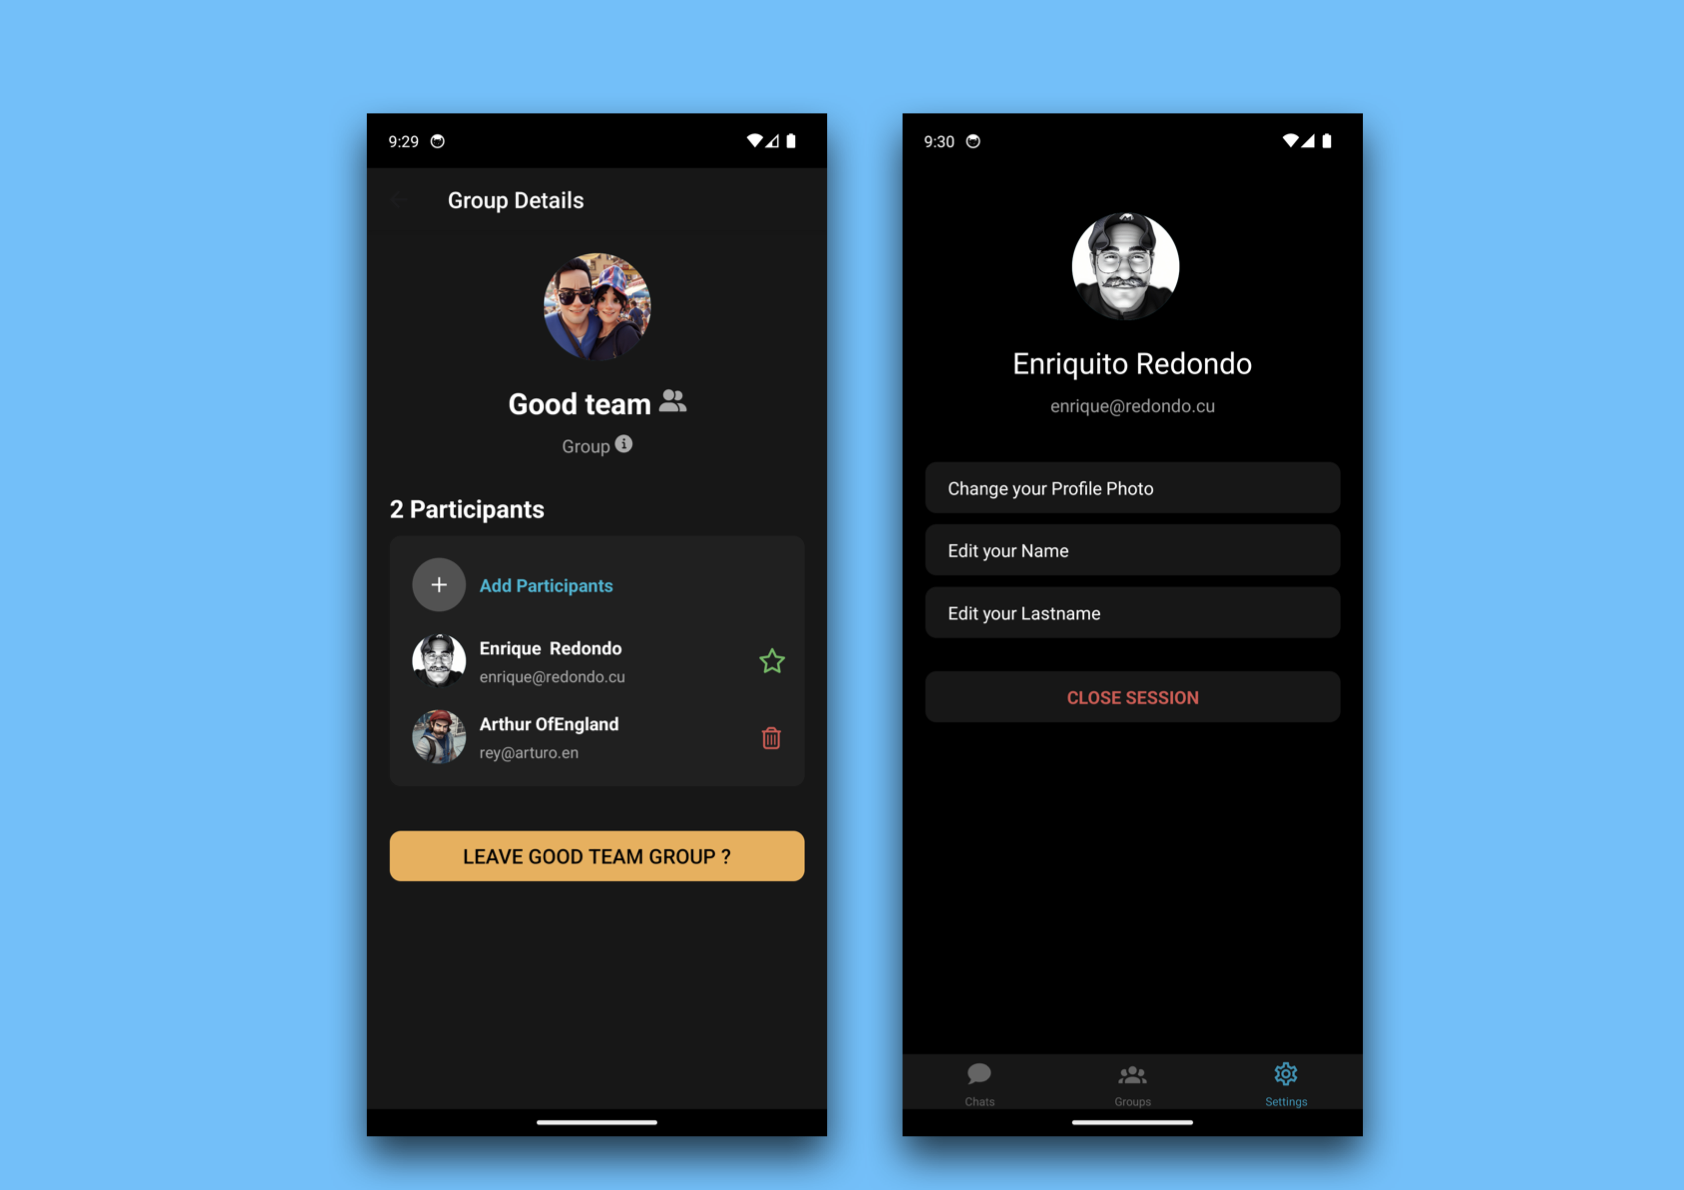 9:29
Group Details
Good team
Group
2 Participants
Add Participants
Enrique  Redondo
enrique@redondo.cu
Arthur OfEngland
rey@arturo.en
LEAVE GOOD TEAM GROUP ?
9:30
Enriquito Redondo
enrique@redondo.cu
Change your Profile Photo
Edit your Name
Edit your Lastname
CLOSE SESSION
Chats
Groups
Settings